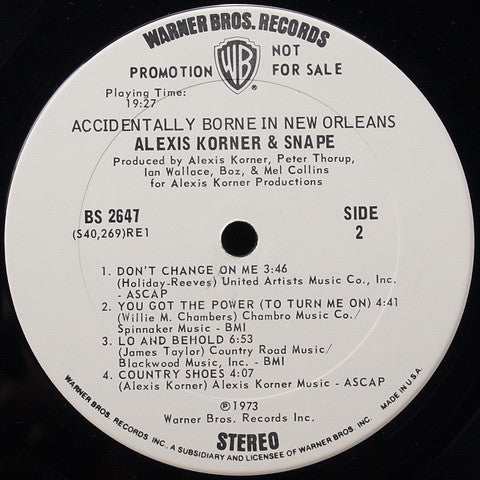 WARNER BROS. RECORDS
PROMOTION WB NOT FOR SALE
®
Playing Time:
19:27
ACCIDENTALLY BORNE IN NEW ORLEANS
ALEXIS KORNER & SNAPE
Produced by Alexis Korner, Peter Thorup,
Ian Wallace, Boz, & Mel Collins
for Alexis Korner Productions
BS 2647
(S40,269)RE1
SIDE
2
1. DON'T CHANGE ON ME 3:46
(Holiday-Reeves) United Artists Music Co., Inc.
- ASCAP
2. YOU GOT THE POWER (TO TURN ME ON) 4:41
(Willie M. Chambers) Chambro Music Co./
Spinnaker Music - BMI
3. LO AND BEHOLD 6:53
(James Taylor) Country Road Music/
Blackwood Music, Inc. - BMI
4. COUNTRY SHOES 4:07
(Alexis Korner) Alexis Korner Music - ASCAP
℗ 1973
Warner Bros. Records Inc.
STEREO
WARNER BROS. RECORDS INC. A SUBSIDIARY AND LICENSEE OF WARNER BROS. INC. MADE IN U.S.A.